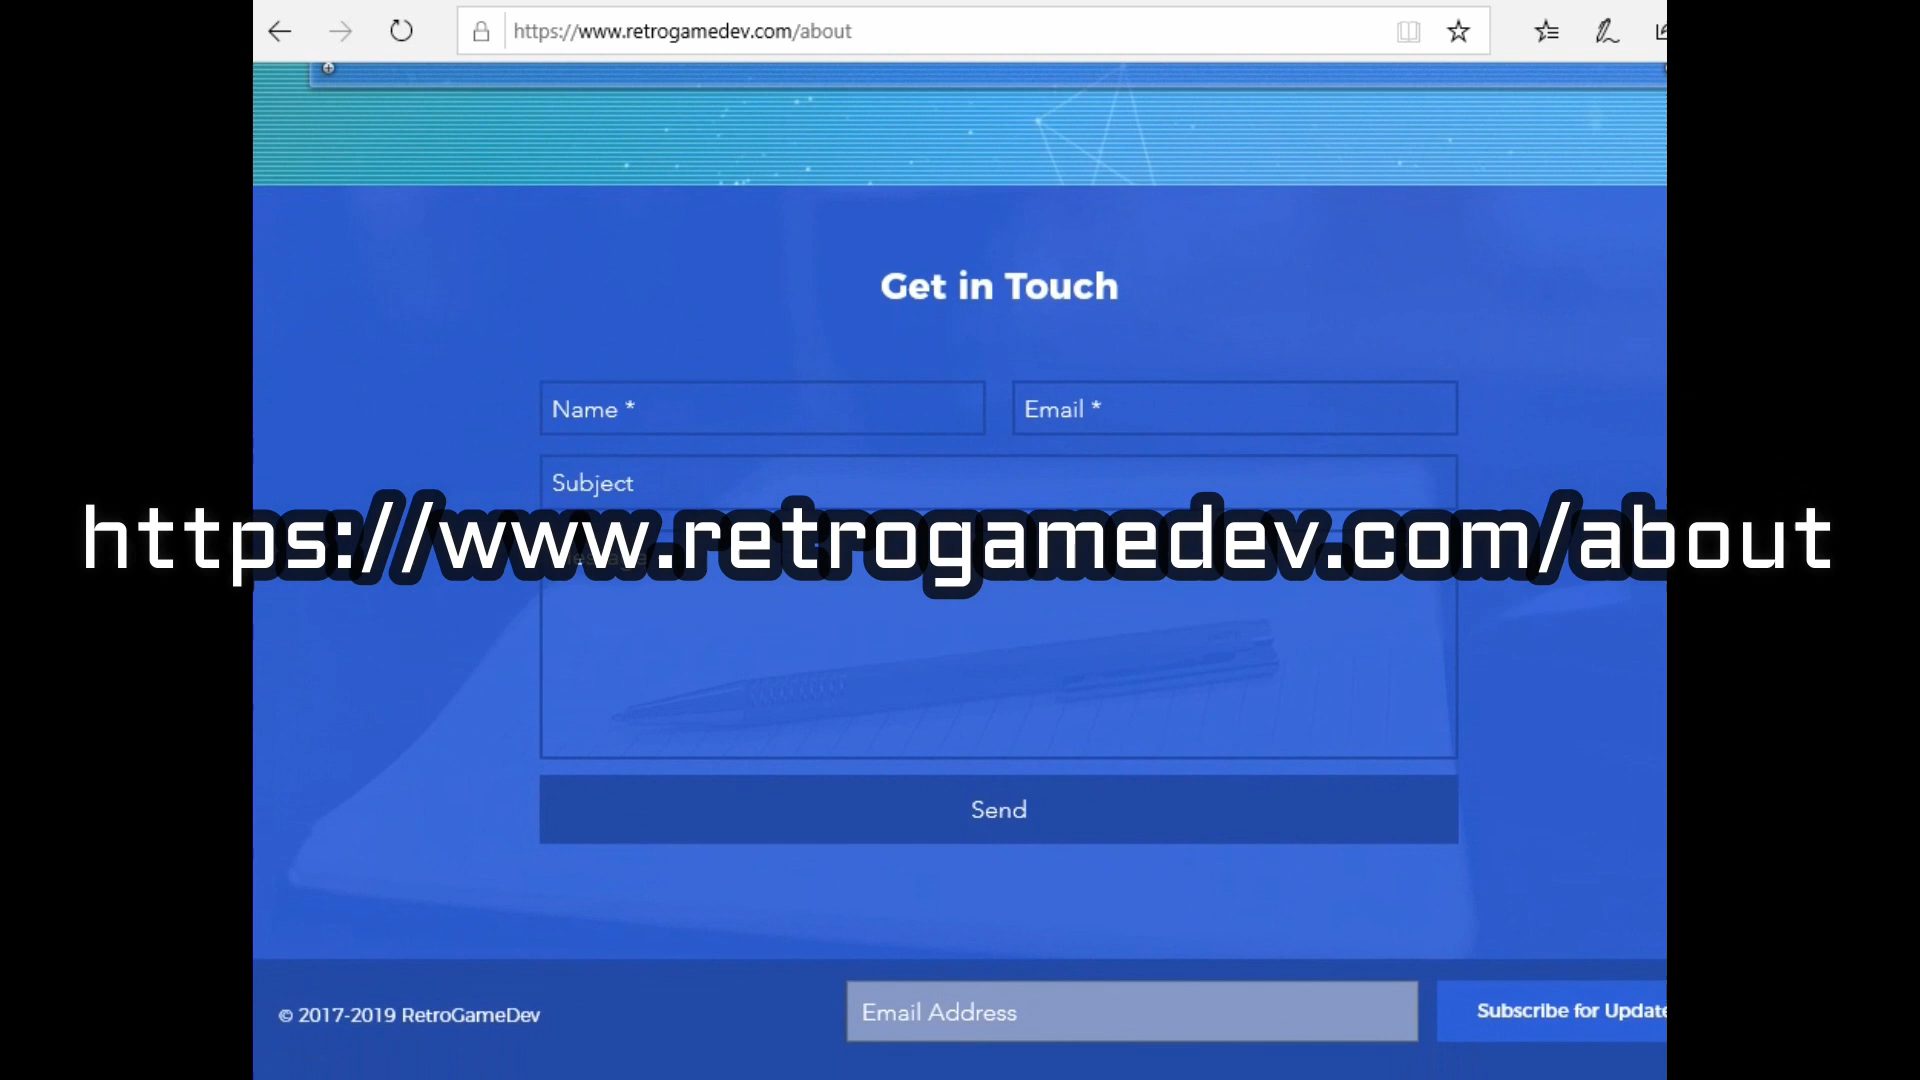 https://www.retrogamedev.com/about
Get in Touch
Name *
Email *
Subject
https://www.retrogamedev.com/about
Send
© 2017-2019 RetroGameDev
Email Address
Subscribe for Update